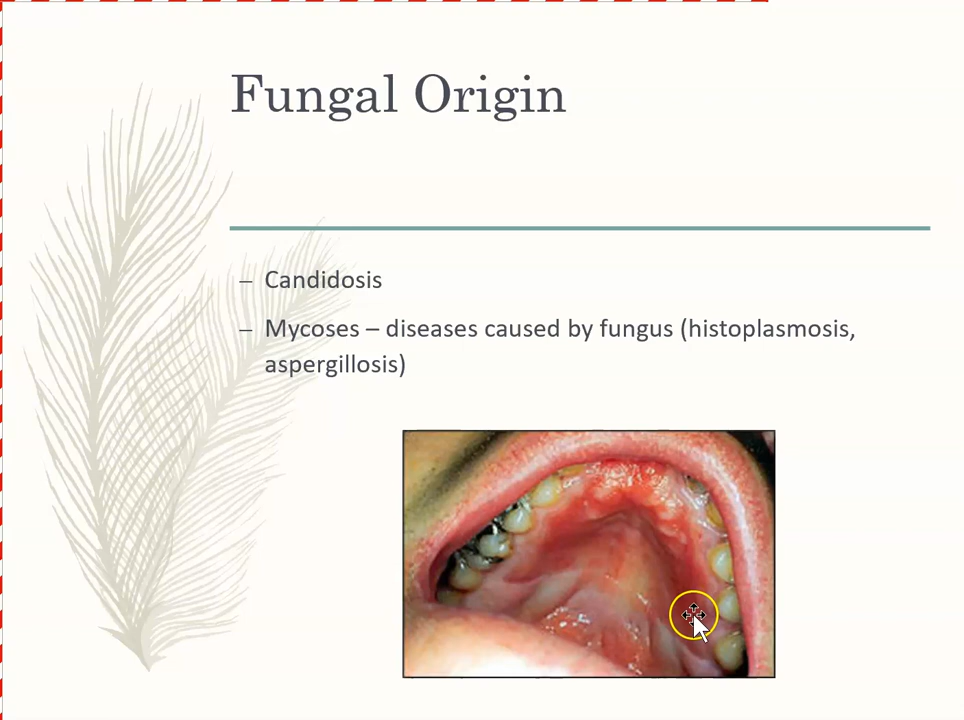 Fungal Origin
– Candidosis
– Mycoses – diseases caused by fungus (histoplasmosis,
aspergillosis)